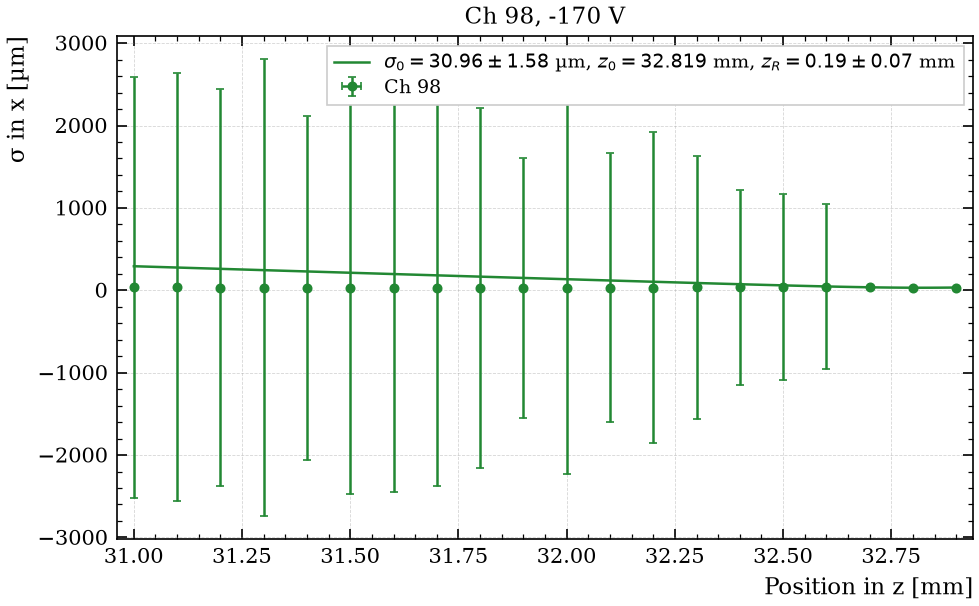 Ch 98, -170 V
σ in x [µm]
σ₀ = 30.96 ± 1.58 µm, z₀ = 32.819 mm, z_R = 0.19 ± 0.07 mm
Ch 98
3000
2000
1000
0
−1000
−2000
−3000
31.00 31.25 31.50 31.75 32.00 32.25 32.50 32.75
Position in z [mm]